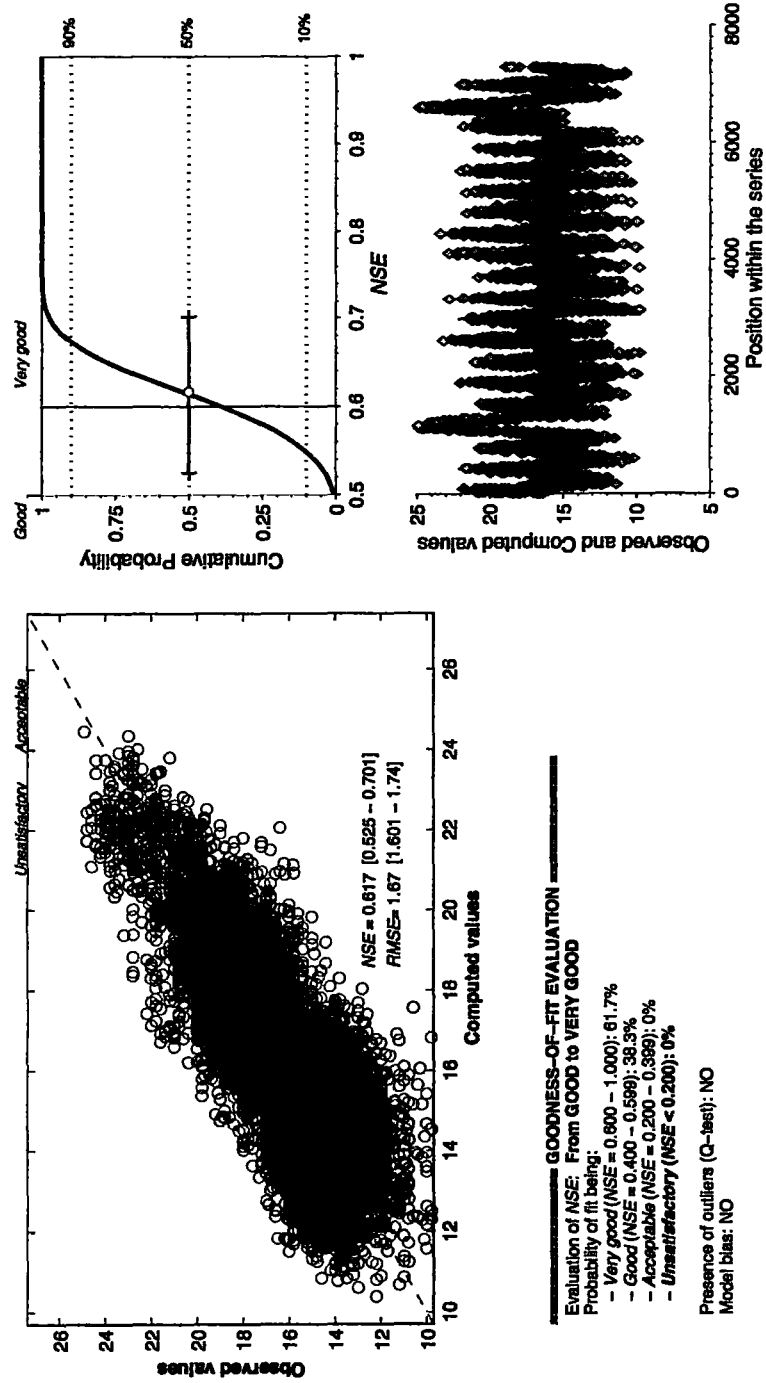 Unsatisfactory Acceptable
Good Very good
26
24
22
20
18
16
14
12
10
Observed values
10 12 14 16 18 20 22 24 26
Computed values
NSE = 0.617 [0.525 – 0.701]
RMSE= 1.67 [1.601 – 1.74]
1
0.75
0.5
0.25
0
Cumulative Probability
90%
50%
10%
0.5 0.6 0.7 0.8 0.9 1
NSE
GOODNESS–OF–FIT EVALUATION
Evaluation of NSE: From GOOD to VERY GOOD
Probability of fit being:
– Very good (NSE = 0.600 – 1.000): 61.7%
– Good (NSE = 0.400 – 0.599): 38.3%
– Acceptable (NSE = 0.200 – 0.399): 0%
– Unsatisfactory (NSE < 0.200): 0%
Presence of outliers (Q–test): NO
Model bias: NO
25
20
15
10
5
Observed and Computed values
0 2000 4000 6000 8000
Position within the series